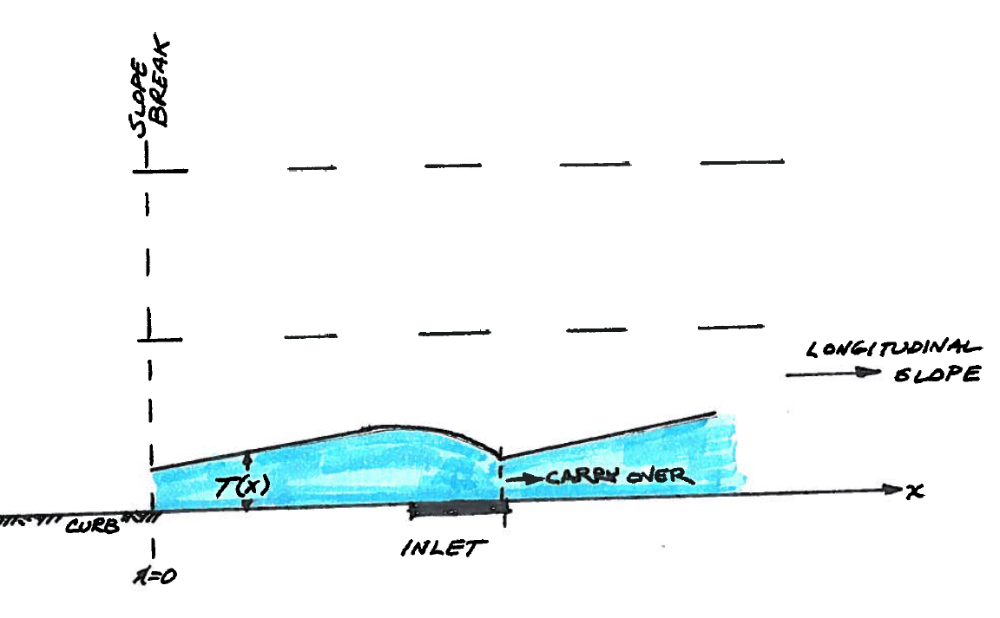 SLOPE
BREAK
LONGITUDINAL
SLOPE
T(x)
CARRY OVER
x
CURB
INLET
x=0